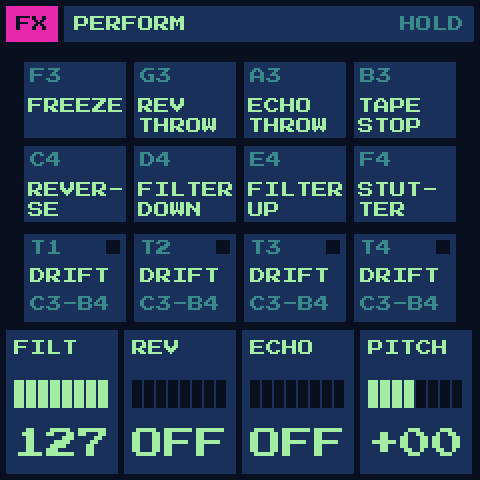 FX PERFORM HOLD
F3 G3 A3 B3
FREEZE REV ECHO TAPE
THROW THROW STOP
C4 D4 E4 F4
REVER- FILTER FILTER STUT-
SE DOWN UP TER
T1 T2 T3 T4
DRIFT DRIFT DRIFT DRIFT
C3-B4 C3-B4 C3-B4 C3-B4
FILT REV ECHO PITCH
127 OFF OFF +00